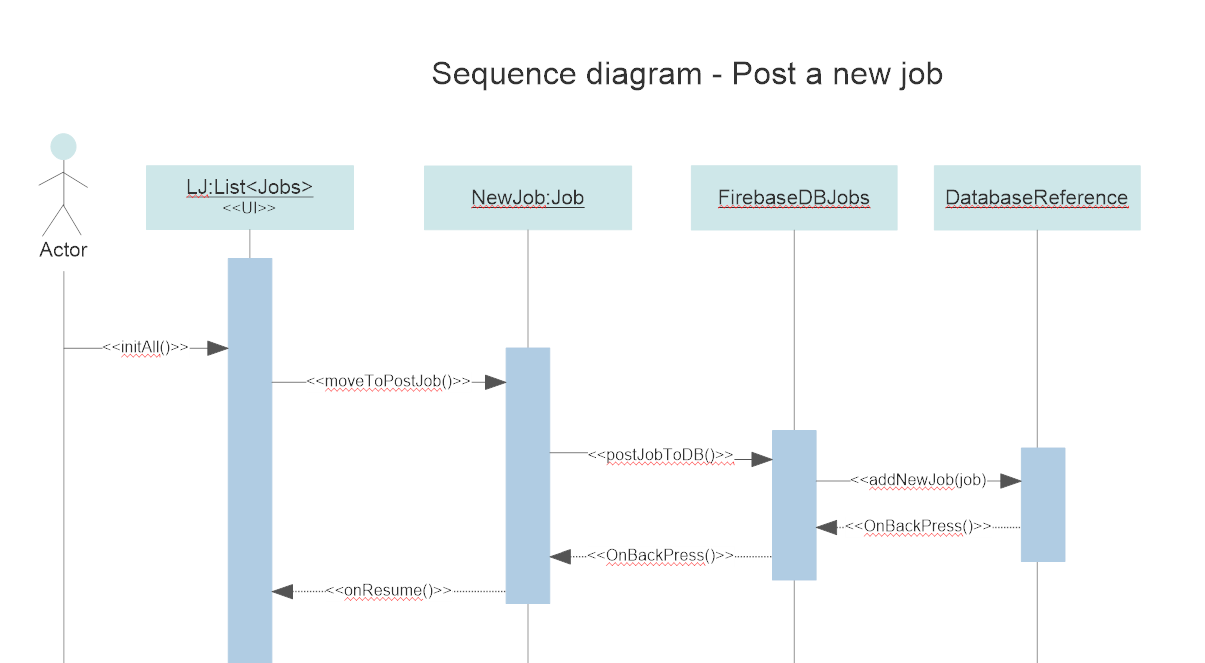 Sequence diagram - Post a new job
LJ:List<Jobs>
<<UI>>
NewJob:Job
FirebaseDBJobs
DatabaseReference
Actor
<<initAll()>>
<<moveToPostJob()>>
<<postJobToDB()>>
<<addNewJob(job)
<<OnBackPress()>>
<<OnBackPress()>>
<<onResume()>>